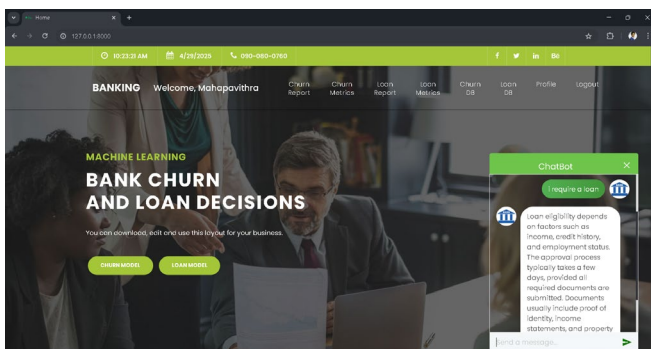 Home
127.0.0.1:8000
10:23:21 AM 4/29/2025 090-080-0760
f in Bē
BANKING Welcome, Mahapavithra Churn Report Churn Metrics Loan Report Loan Metrics Churn DB Loan DB Profile Logout
MACHINE LEARNING
BANK CHURN
AND LOAN DECISIONS
You can download, edit and use this layout for your business.
CHURN MODEL LOAN MODEL
ChatBot
I require a loan
Loan eligibility depends
on factors such as
income, credit history,
and employment status.
The approval process
typically takes a few
days, provided all
required documents are
submitted. Documents
usually include proof of
identity, income
statements, and property
Send a message...